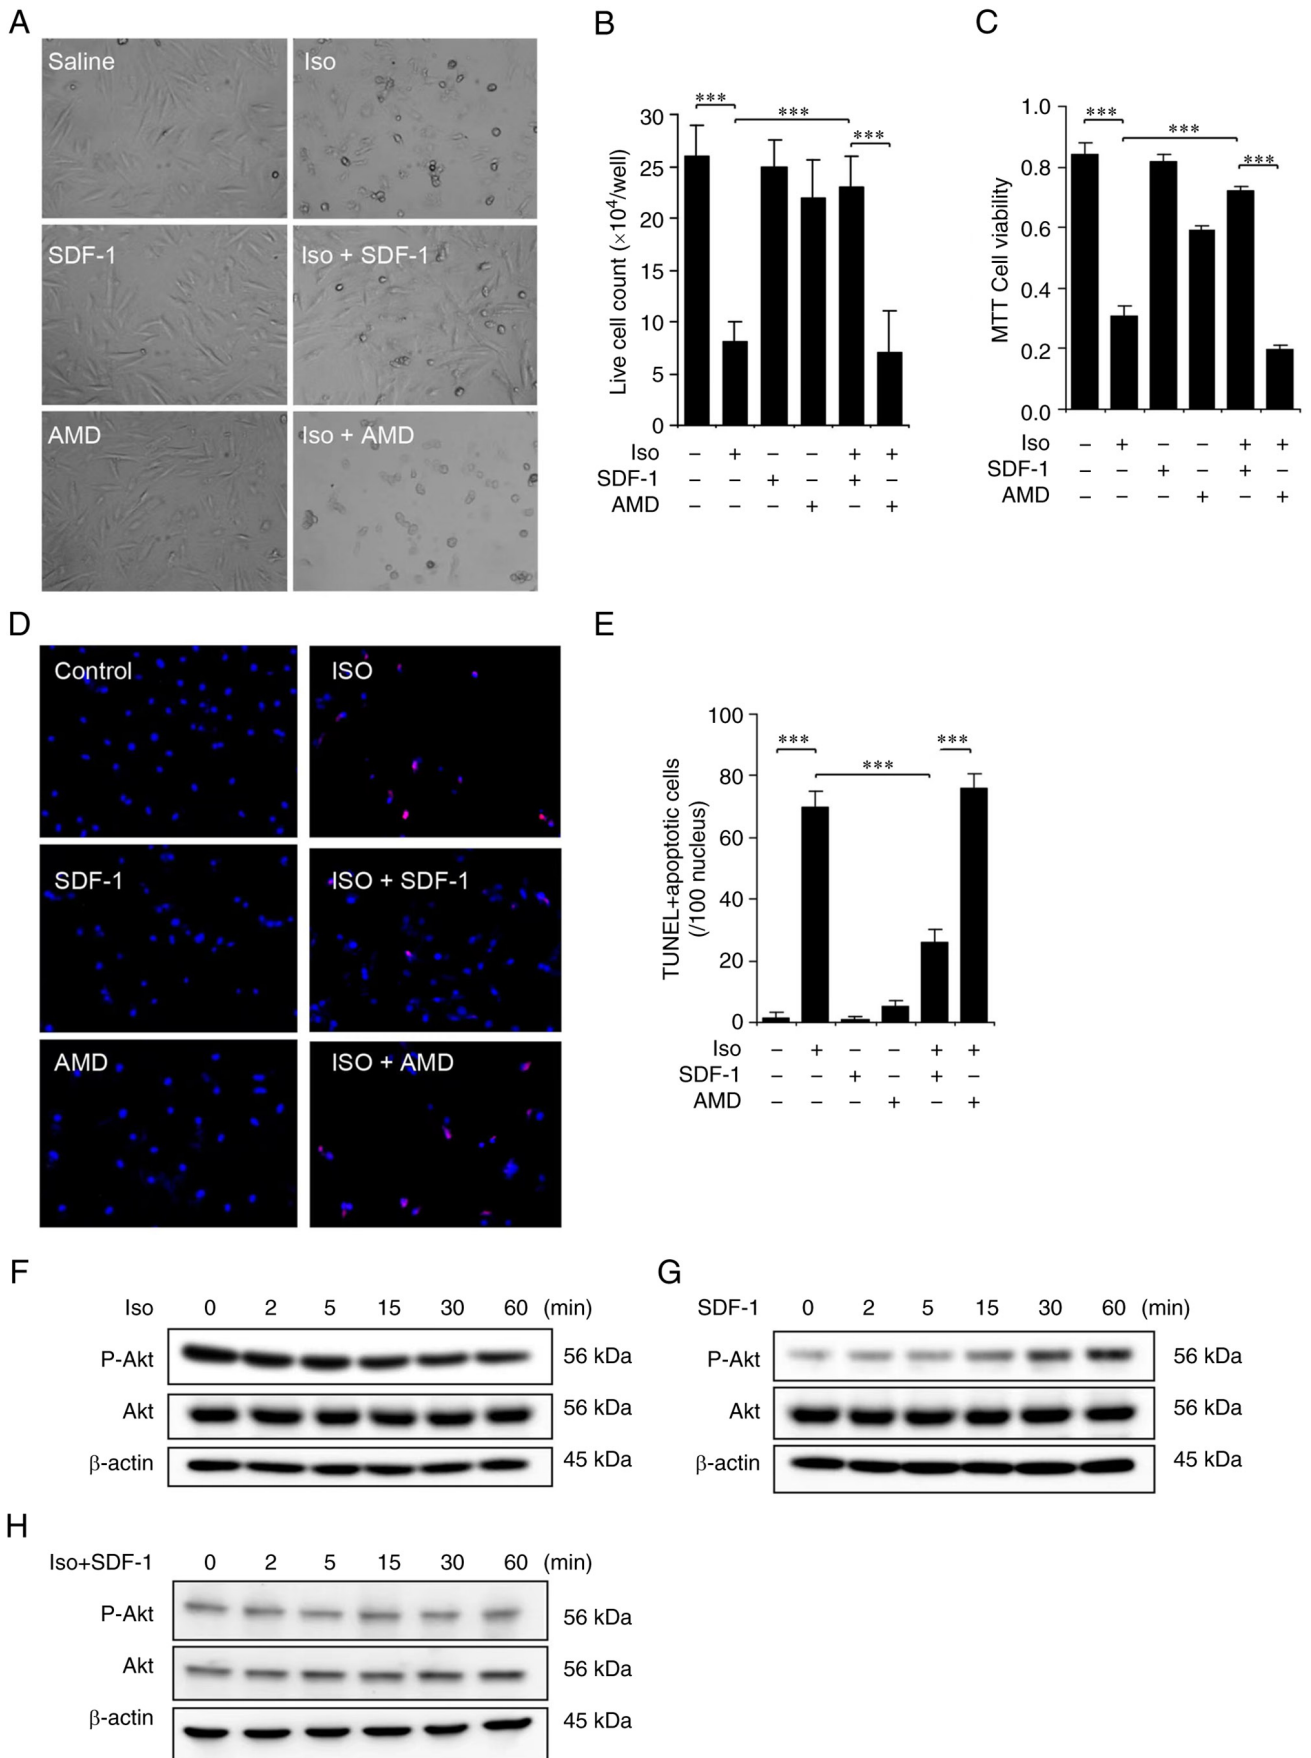 A
Saline
Iso
SDF-1
Iso + SDF-1
AMD
Iso + AMD
B
Live cell count (×10⁴/well)
30
25
20
15
10
5
0
***
***
***
Iso – + – – + +
SDF-1 – – + – + –
AMD – – – + – +
C
MTT Cell viability
1.0
0.8
0.6
0.4
0.2
0.0
***
***
***
Iso – + – – + +
SDF-1 – – + – + –
AMD – – – + – +
D
Control
ISO
SDF-1
ISO + SDF-1
AMD
ISO + AMD
E
TUNEL+apoptotic cells
(/100 nucleus)
100
80
60
40
20
0
***
***
***
Iso – + – – + +
SDF-1 – – + – + –
AMD – – – + – +
F
Iso 0 2 5 15 30 60 (min)
P-Akt 56 kDa
Akt 56 kDa
β-actin 45 kDa
G
SDF-1 0 2 5 15 30 60 (min)
P-Akt 56 kDa
Akt 56 kDa
β-actin 45 kDa
H
Iso+SDF-1 0 2 5 15 30 60 (min)
P-Akt 56 kDa
Akt 56 kDa
β-actin 45 kDa